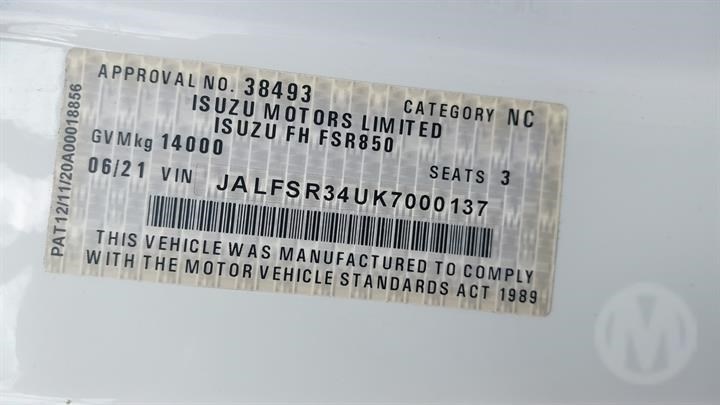 APPROVAL NO. 38493 CATEGORY NC
ISUZU MOTORS LIMITED
ISUZU FH FSR850
GVMkg 14000
06/21 VIN SEATS 3
JALFSR34UK7000137
THIS VEHICLE WAS MANUFACTURED TO COMPLY
WITH THE MOTOR VEHICLE STANDARDS ACT 1989
PAT12/11/20A00018856
M